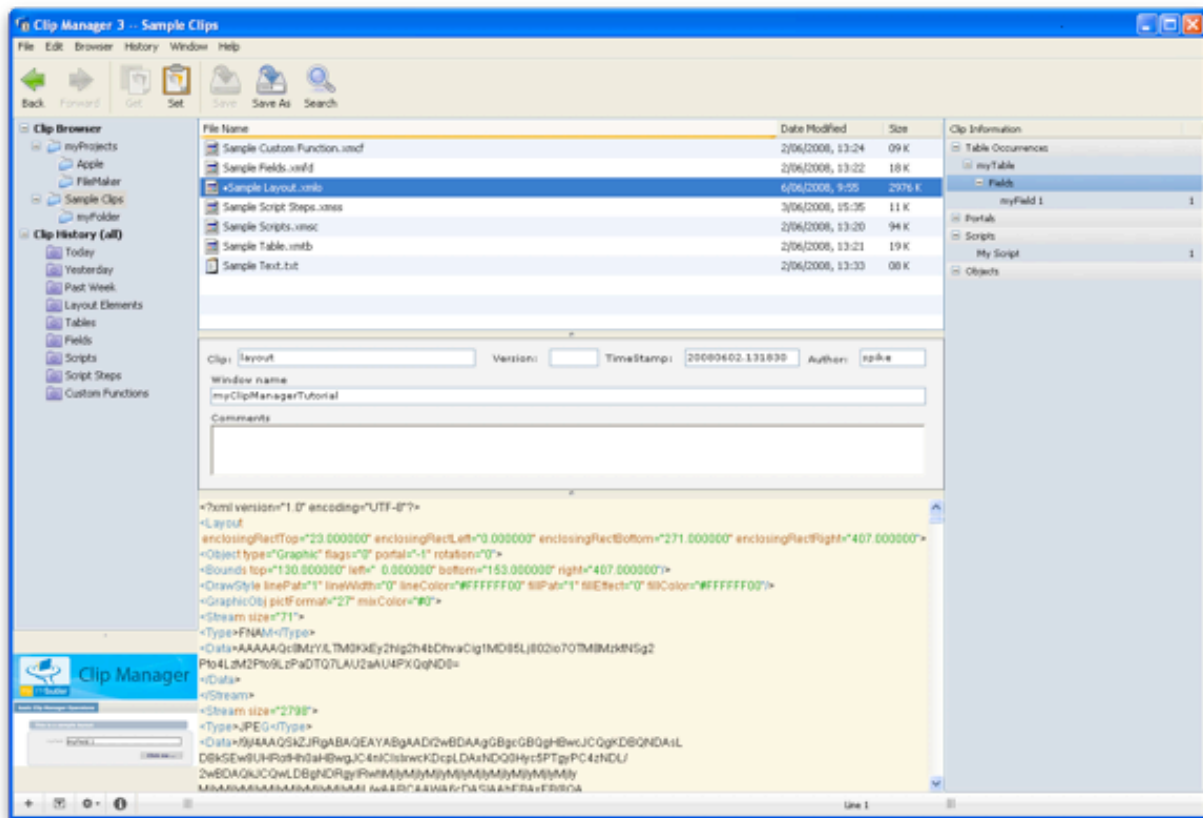 Clip Manager 3 -- Sample Clips
File Edit Browser History Window Help
Back Forward Get Set Save Save As Search
Clip Browser
myProjects
Apple
FileMaker
Sample Clips
myFolder
Clip History (all)
Today
Yesterday
Past Week
Layout Elements
Tables
Fields
Scripts
Script Steps
Custom Functions
File Name Date Modified Size
Sample Custom Function.xmcf 2/06/2008, 13:24 09 K
Sample Fields.xmfd 2/06/2008, 13:22 18 K
•Sample Layout.xmlo 6/06/2008, 9:55 2976 K
Sample Script Steps.xmss 3/06/2008, 15:35 11 K
Sample Scripts.xmsc 2/06/2008, 13:20 94 K
Sample Table.xmtb 2/06/2008, 13:21 19 K
Sample Text.txt 2/06/2008, 13:33 08 K
Clip: layout Version: TimeStamp: 20080602.131830 Author: spike
Window name
myClipManagerTutorial
Comments
<?xml version="1.0" encoding="UTF-8"?>
<Layout
enclosingRectTop="23.000000" enclosingRectLeft="0.000000" enclosingRectBottom="271.000000" enclosingRectRight="407.000000">
<Object type="Graphic" flags="0" portal="-1" rotation="0">
<Bounds top="130.000000" left=" 0.000000" bottom="153.000000" right="407.000000"/>
<DrawStyle linePat="1" lineWidth="0" lineColor="#FFFFFF00" fillPat="1" fillEffect="0" fillColor="#FFFFFF00"/>
<GraphicObj pictFormat="27" mixColor="#0">
<Stream size="71">
<Type>FNAM</Type>
</Data>
</Stream>
<Stream size="2798">
<Type>JPEG</Type>
Clip Information
Table Occurrences
myTable
Fields
myField 1 1
Portals
Scripts
My Script 1
Objects
Clip Manager
Line 1